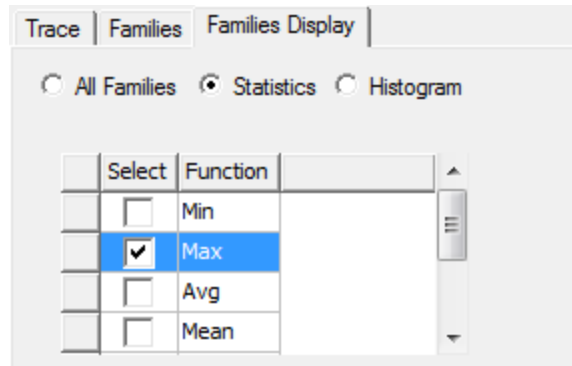 Trace Families Families Display
All Families Statistics Histogram
Select Function
Min
Max
Avg
Mean